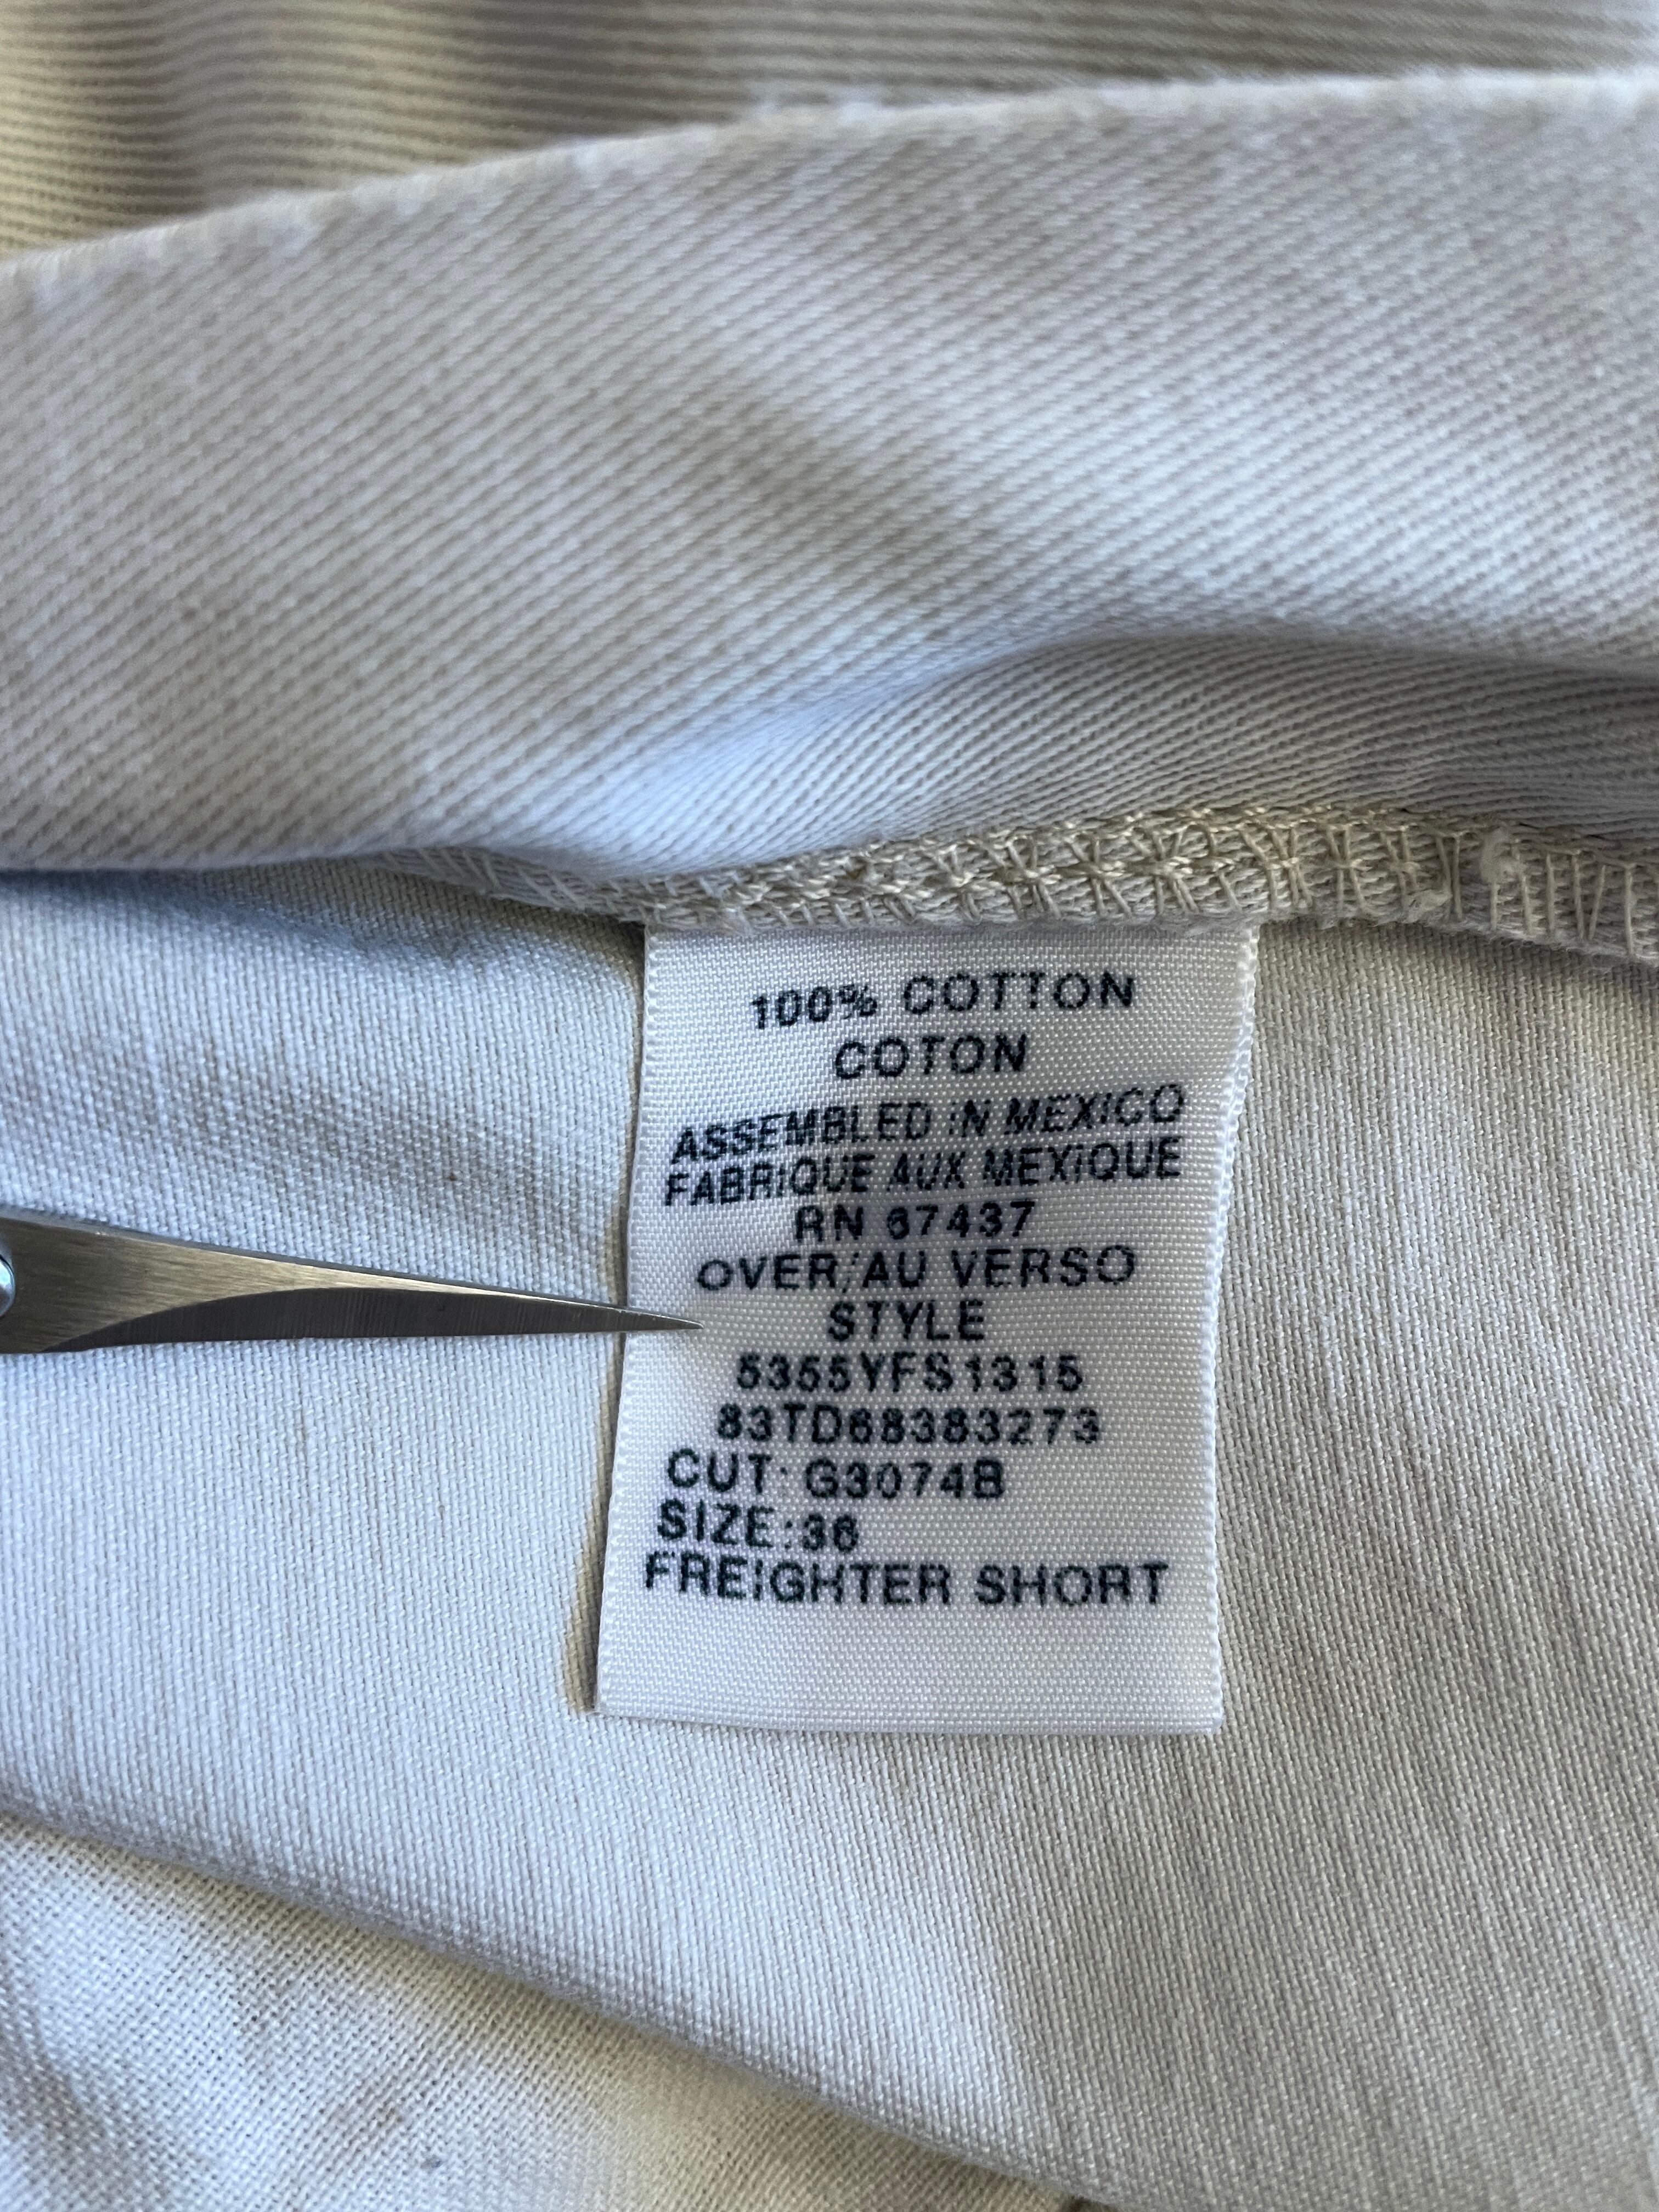 100% COTTON
COTON
ASSEMBLED IN MEXICO
FABRIQUE AUX MEXIQUE
RN 67437
OVER/AU VERSO
STYLE
5355YFS1315
83TD68383273
CUT: G3074B
SIZE:36
FREIGHTER SHORT